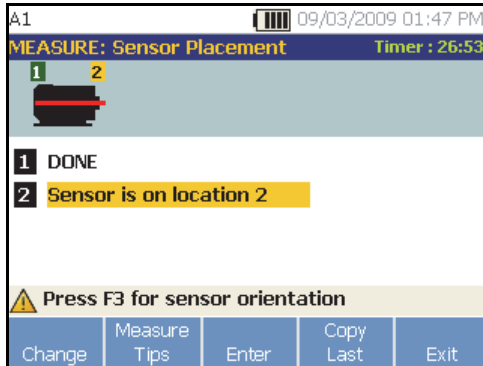 A1 09/03/2009 01:47 PM
MEASURE: Sensor Placement Timer : 26:53
1 2
1 DONE
2 Sensor is on location 2
Press F3 for sensor orientation
Change Measure Tips Enter Copy Last Exit